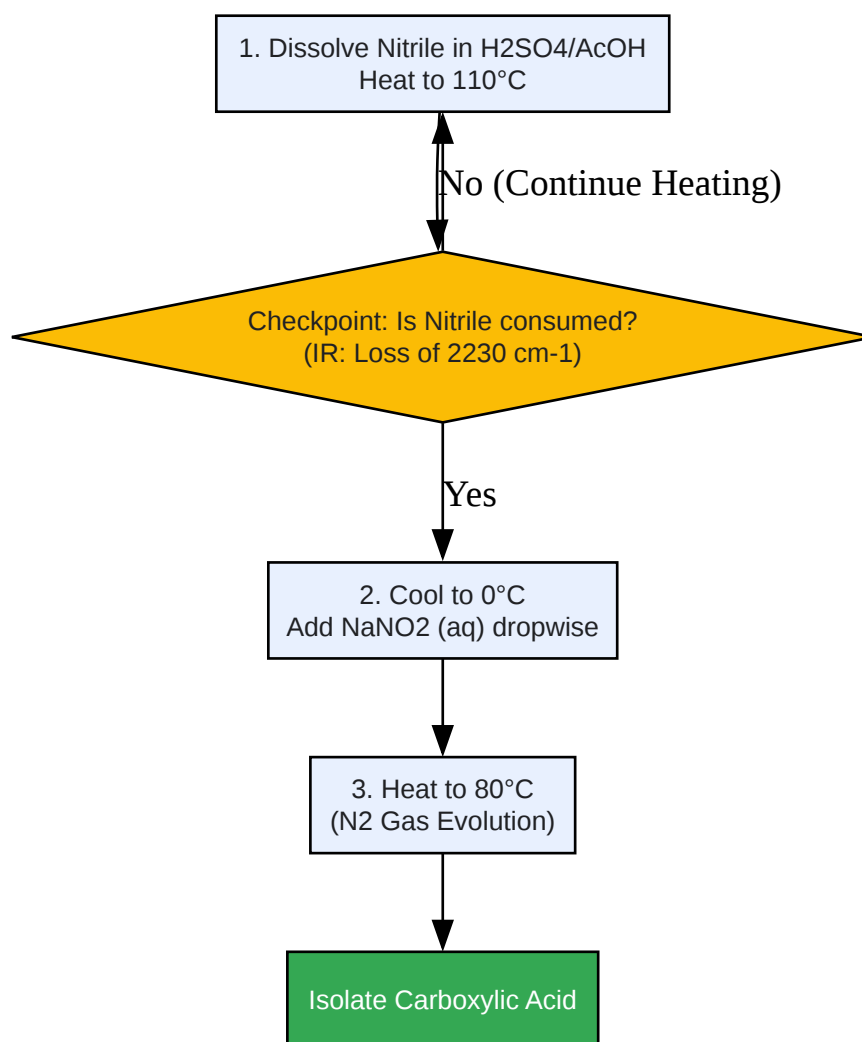 1. Dissolve Nitrile in H2SO4/AcOH
Heat to 110°C
No (Continue Heating)
Checkpoint: Is Nitrile consumed?
(IR: Loss of 2230 cm-1)
Yes
2. Cool to 0°C
Add NaNO2 (aq) dropwise
3. Heat to 80°C
(N2 Gas Evolution)
Isolate Carboxylic Acid